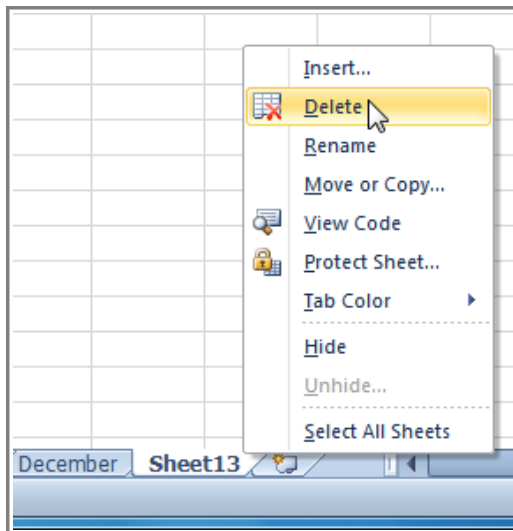 Insert...
Delete
Rename
Move or Copy...
View Code
Protect Sheet...
Tab Color
Hide
Unhide...
Select All Sheets
December Sheet13